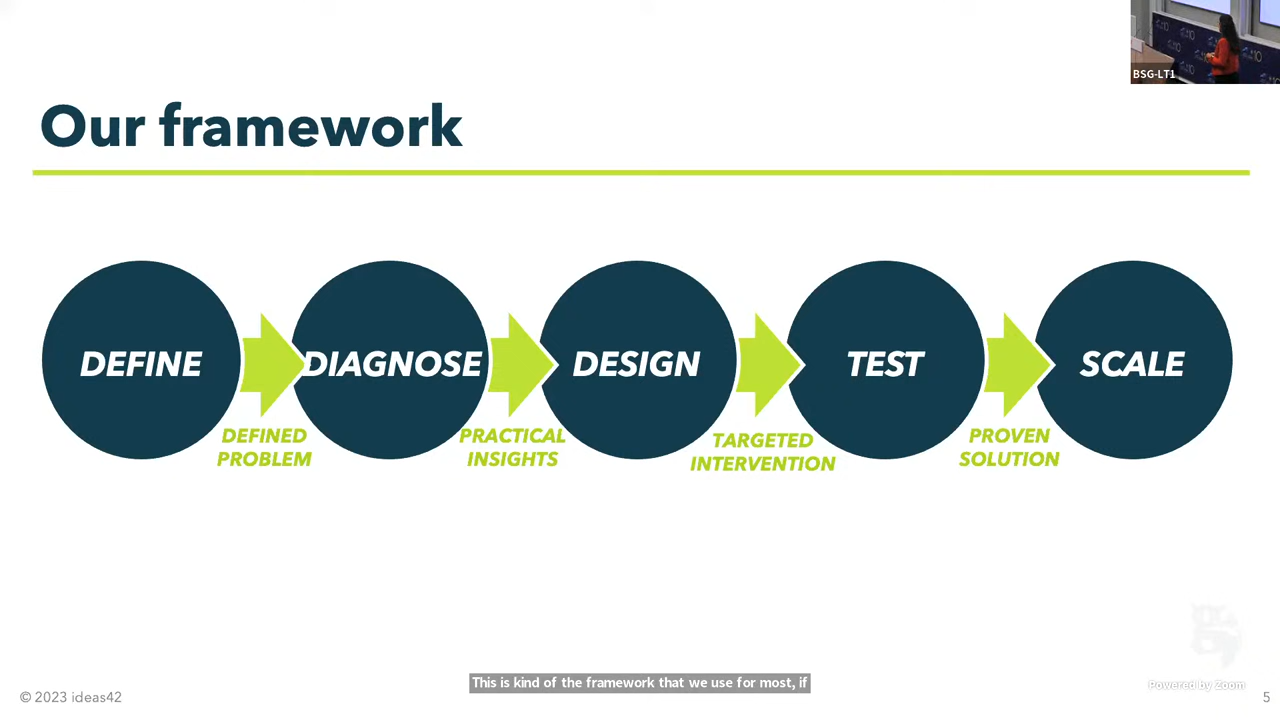 BSG-LT1
Our framework
DEFINE
DIAGNOSE
DESIGN
TEST
SCALE
DEFINED
PROBLEM
PRACTICAL
INSIGHTS
TARGETED
INTERVENTION
PROVEN
SOLUTION
This is kind of the framework that we use for most, if
Powered by Zoom
© 2023 ideas42
5